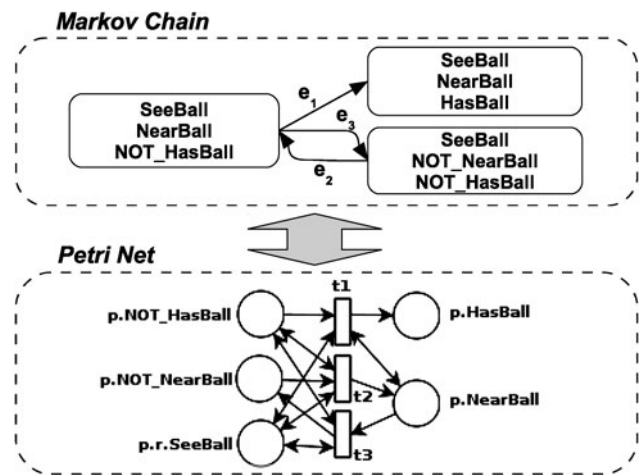 Markov Chain
SeeBall
NearBall
NOT_HasBall
e1
e3
e2
SeeBall
NearBall
HasBall
SeeBall
NOT_NearBall
NOT_HasBall
Petri Net
p.NOT_HasBall
p.NOT_NearBall
p.r.SeeBall
t1
t2
t3
p.HasBall
p.NearBall